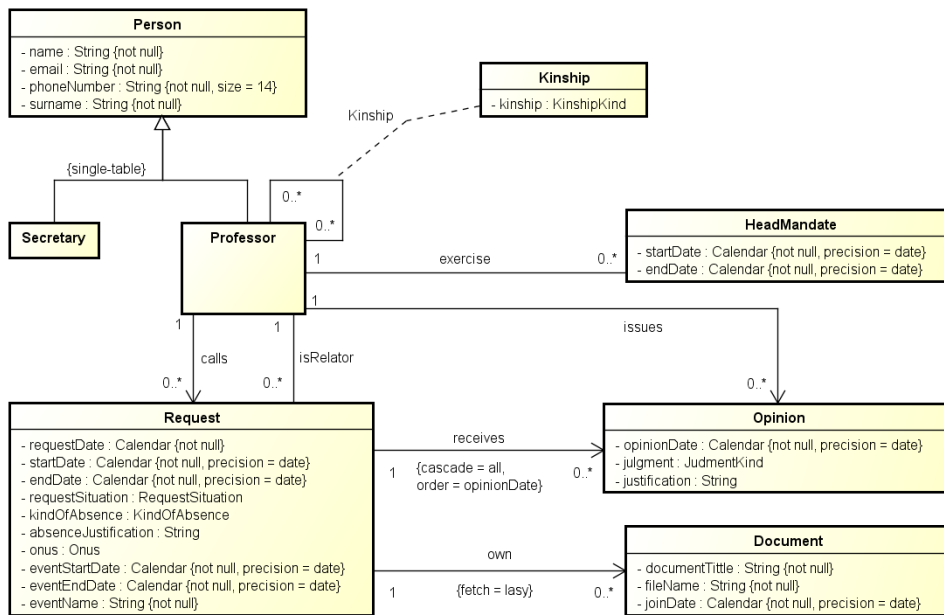 Person
- name : String {not null}
- email : String {not null}
- phoneNumber : String {not null, size = 14}
- surname : String {not null}
Kinship
- kinship : KinshipKind
Kinship
{single-table}
0..*
0..*
Secretary
Professor
HeadMandate
- startDate : Calendar {not null, precision = date}
- endDate : Calendar {not null, precision = date}
1
exercise
0..*
1
issues
0..*
1
calls
0..*
1
isRelator
0..*
Request
- requestDate : Calendar {not null}
- startDate : Calendar {not null, precision = date}
- endDate : Calendar {not null, precision = date}
- requestSituation : RequestSituation
- kindOfAbsence : KindOfAbsence
- absenceJustification : String
- onus : Onus
- eventStartDate : Calendar {not null, precision = date}
- eventEndDate : Calendar {not null, precision = date}
- eventName : String {not null}
receives
1
{cascade = all,
order = opinionDate}
0..*
Opinion
- opinionDate : Calendar {not null, precision = date}
- julgment : JudmentKind
- justification : String
own
1
{fetch = lasy}
0..*
Document
- documentTittle : String {not null}
- fileName : String {not null}
- joinDate : Calendar {not null, precision = date}